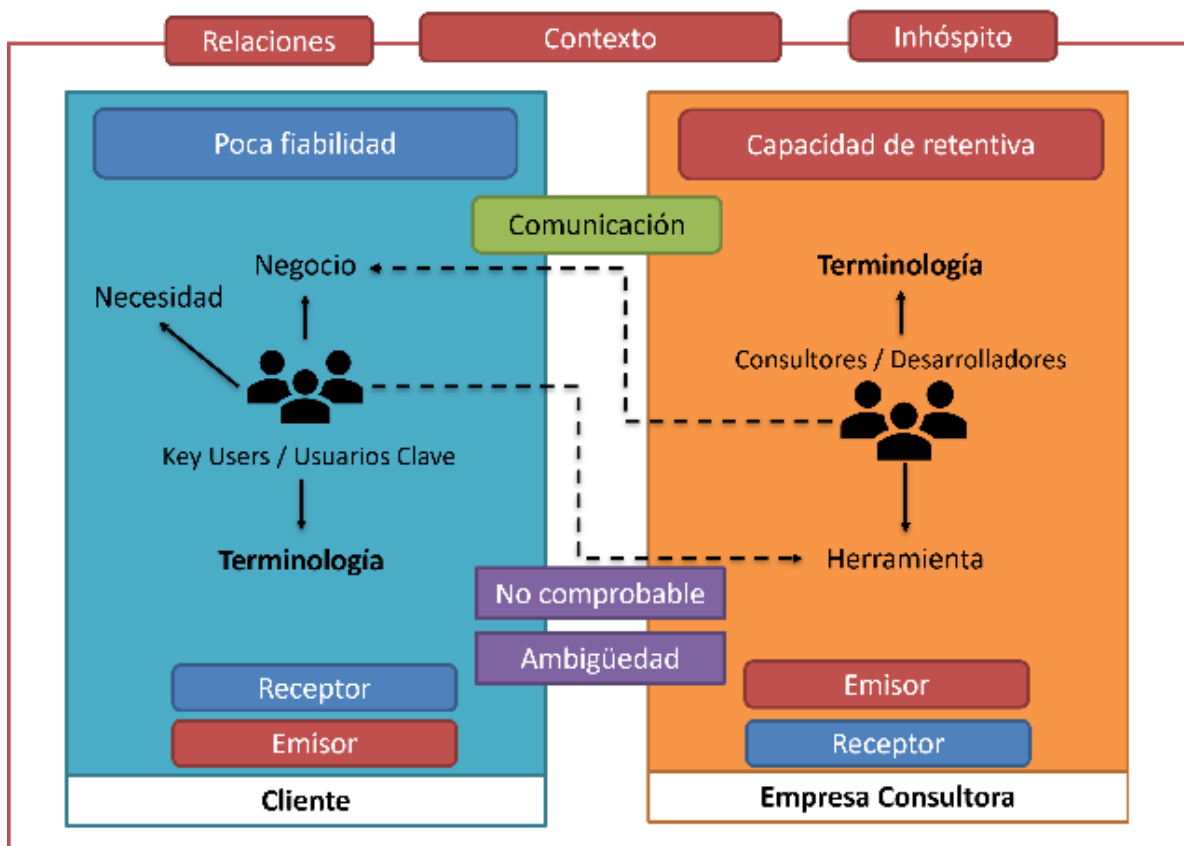 Relaciones
Contexto
Inhóspito
Poca fiabilidad
Capacidad de retentiva
Comunicación
Negocio
Necesidad
Key Users / Usuarios Clave
Terminología
Terminología
Consultores / Desarrolladores
Herramienta
No comprobable
Ambigüedad
Receptor
Emisor
Emisor
Receptor
Cliente
Empresa Consultora